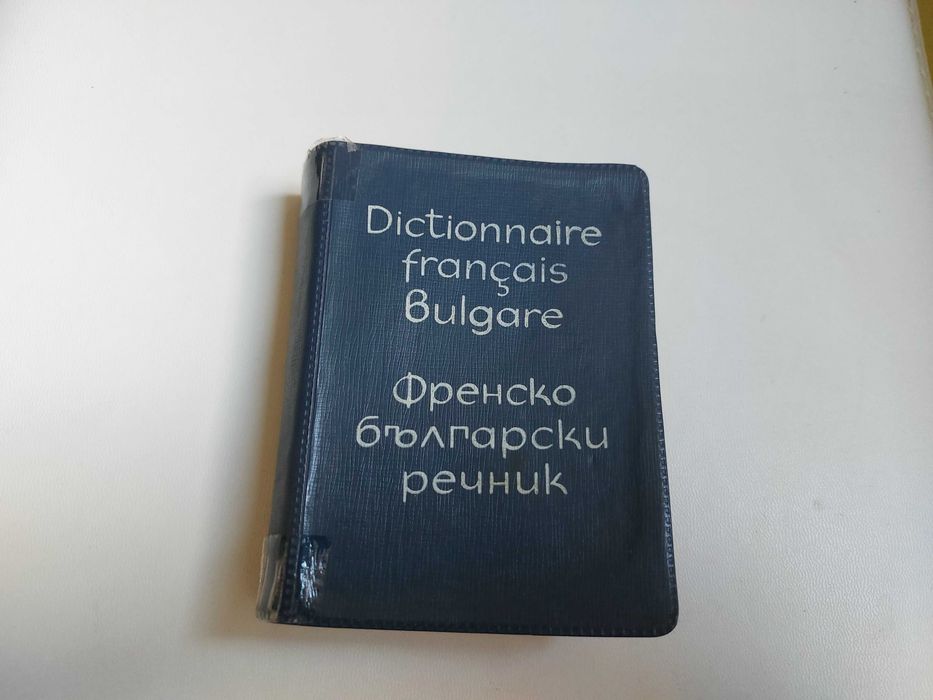 Dictionnaire
français
Bulgare
Френско
български
речник